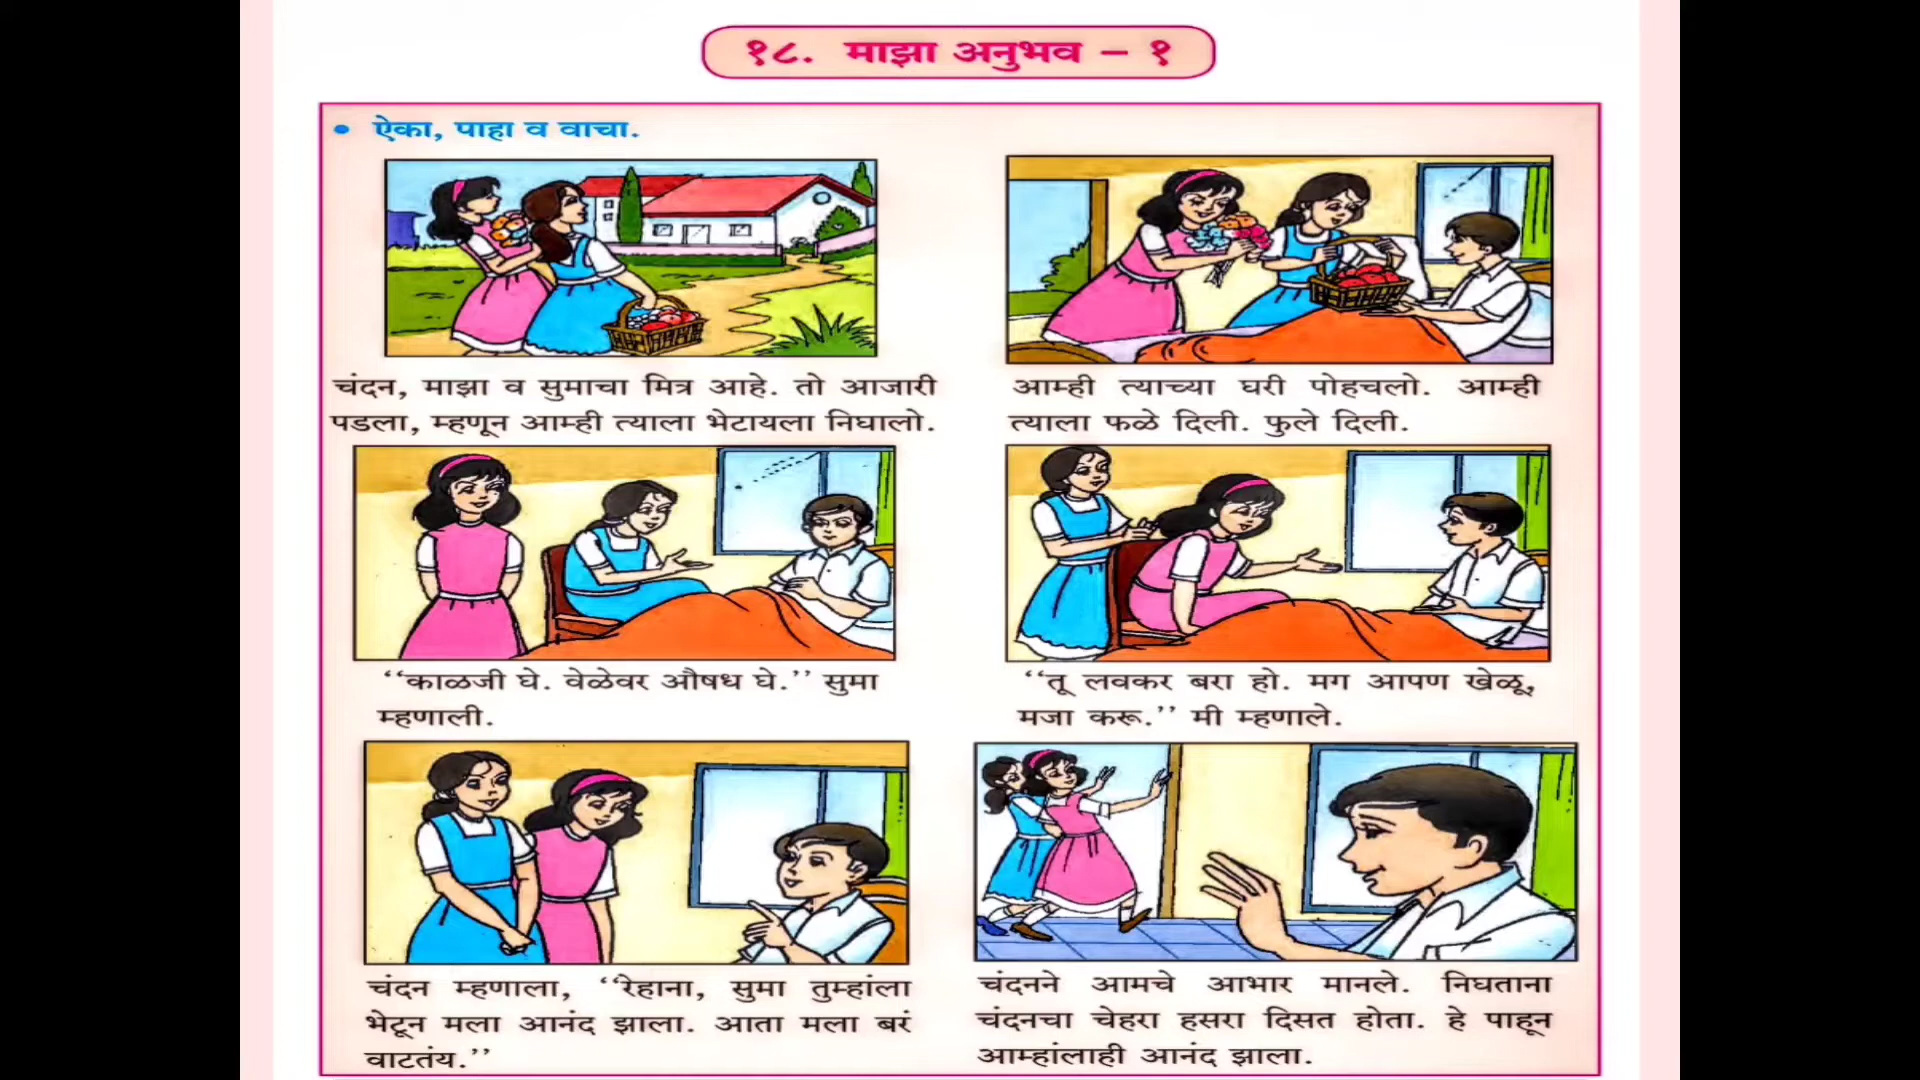 १८. माझा अनुभव – १
• ऐका, पाहा व वाचा.
चंदन, माझा व सुमाचा मित्र आहे. तो आजारी
पडला, म्हणून आम्ही त्याला भेटायला निघालो.
आम्ही त्याच्या घरी पोहचलो. आम्ही
त्याला फळे दिली. फुले दिली.
‘‘काळजी घे. वेळेवर औषध घे.’’ सुमा
म्हणाली.
‘‘तू लवकर बरा हो. मग आपण खेळू,
मजा करू.’’ मी म्हणाले.
चंदन म्हणाला, ‘‘रेहाना, सुमा तुम्हांला
भेटून मला आनंद झाला. आता मला बरं
वाटतंय.’’
चंदनने आमचे आभार मानले. निघताना
चंदनचा चेहरा हसरा दिसत होता. हे पाहून
आम्हांलाही आनंद झाला.